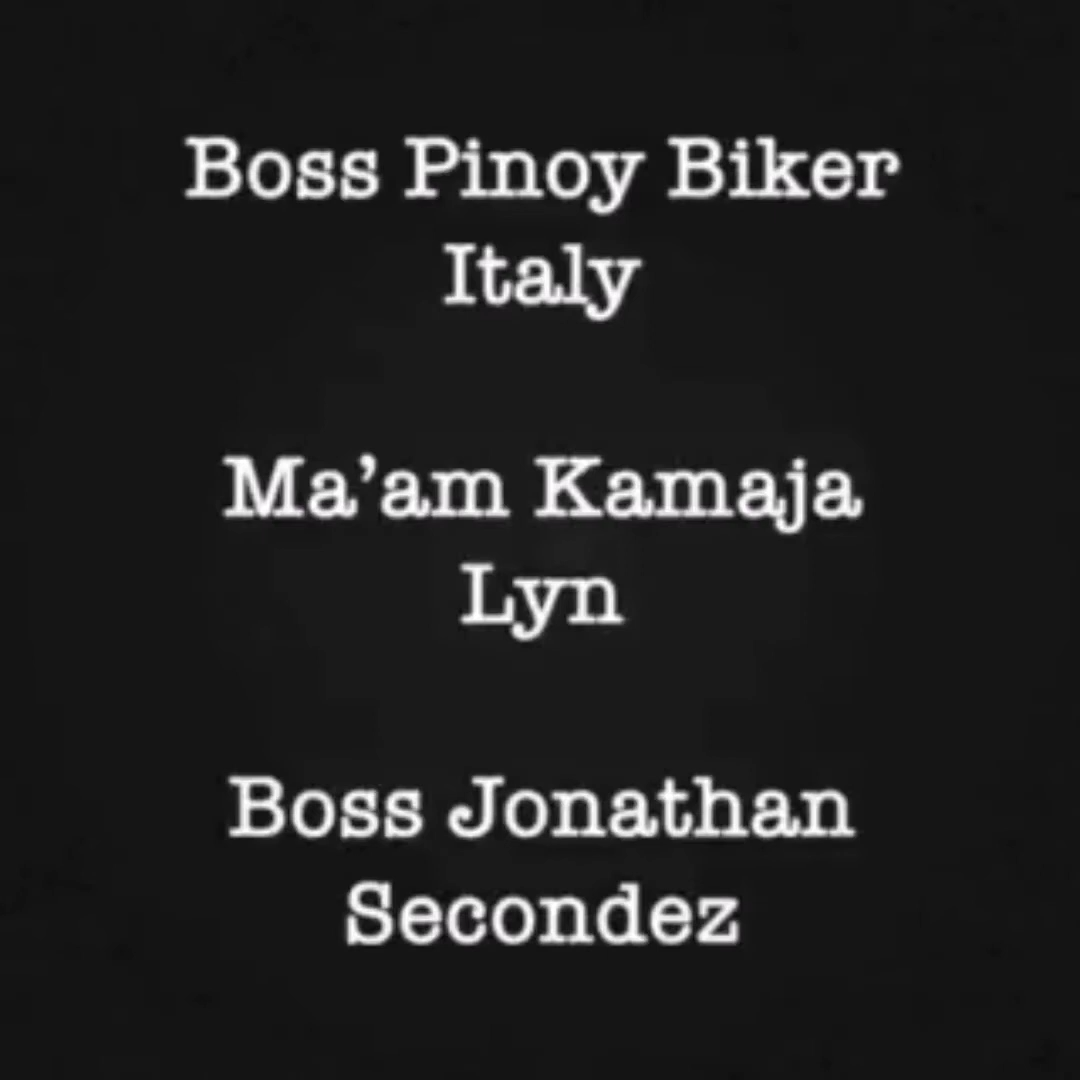 Boss Pinoy Biker
Italy
Ma’am Kamaja
Lyn
Boss Jonathan
Secondez